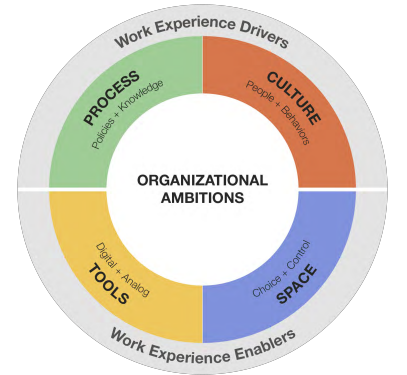 Work Experience Drivers
PROCESS
Policies + Knowledge
CULTURE
People + Behaviors
ORGANIZATIONAL
AMBITIONS
Digital + Analog
TOOLS
Choice + Control
SPACE
Work Experience Enablers